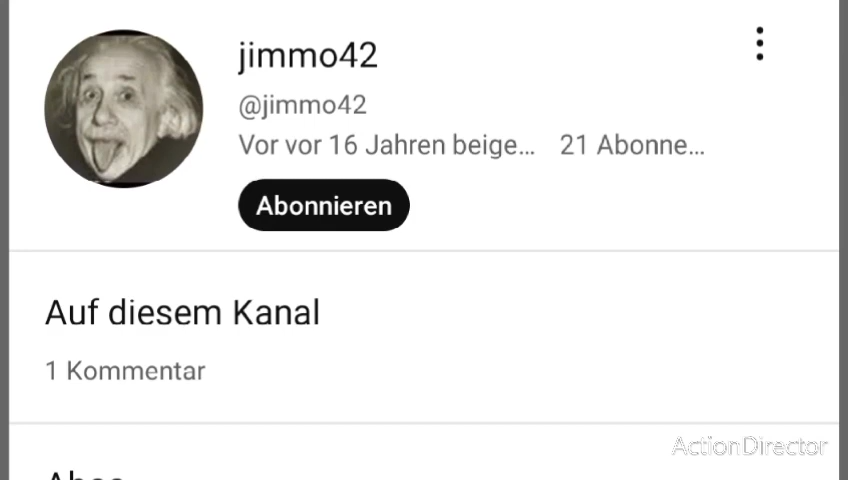 jimmo42
@jimmo42
Vor vor 16 Jahren beige... 21 Abonne...
Abonnieren
Auf diesem Kanal
1 Kommentar
ActionDirector